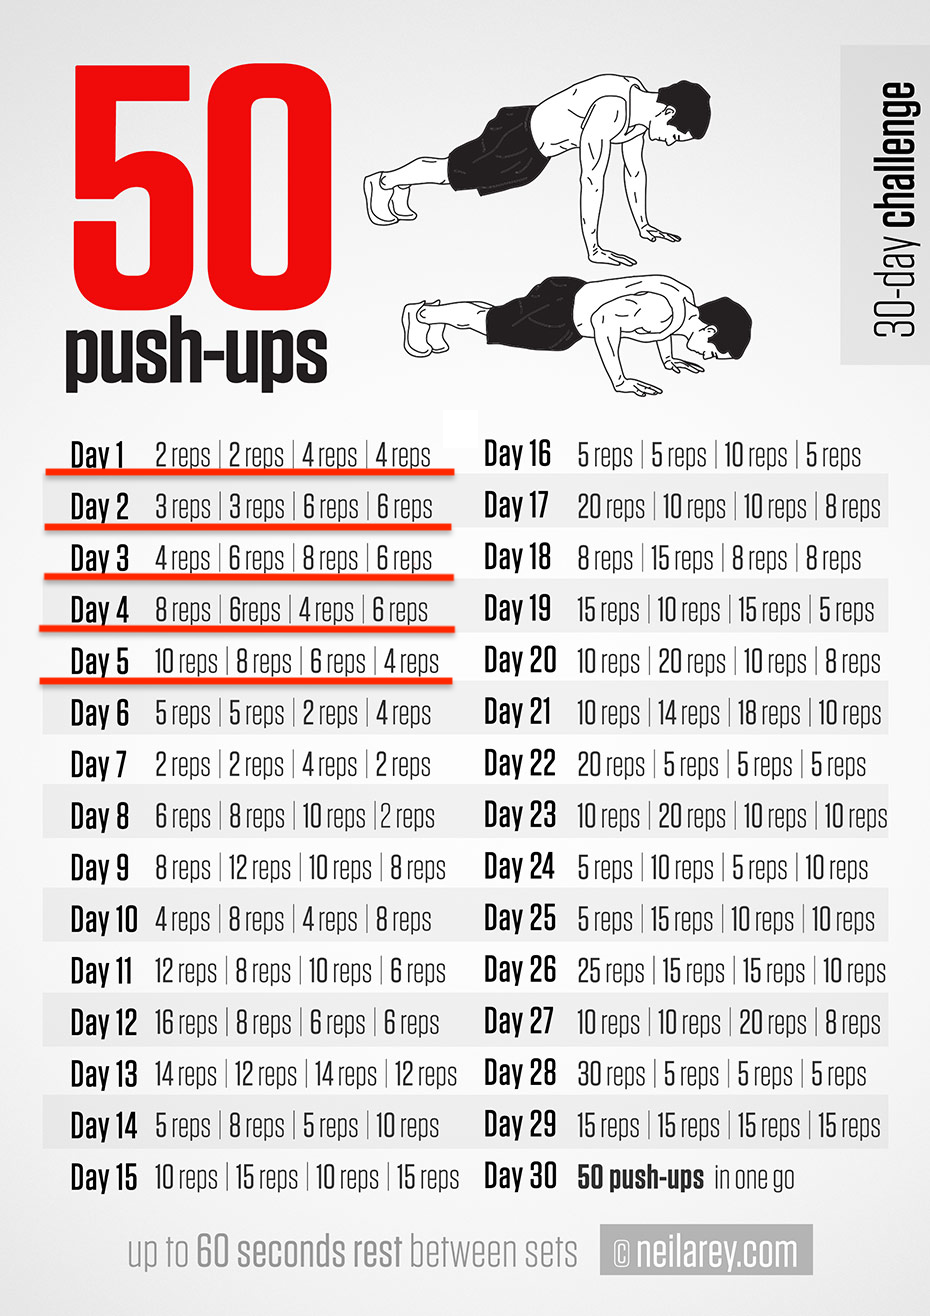 50
push-ups
30-day challenge
Day 1 2 reps | 2 reps | 4 reps | 4 reps
Day 2 3 reps | 3 reps | 6 reps | 6 reps
Day 3 4 reps | 6 reps | 8 reps | 6 reps
Day 4 8 reps | 6reps | 4 reps | 6 reps
Day 5 10 reps | 8 reps | 6 reps | 4 reps
Day 6 5 reps | 5 reps | 2 reps | 4 reps
Day 7 2 reps | 2 reps | 4 reps | 2 reps
Day 8 6 reps | 8 reps | 10 reps | 2 reps
Day 9 8 reps | 12 reps | 10 reps | 8 reps
Day 10 4 reps | 8 reps | 4 reps | 8 reps
Day 11 12 reps | 8 reps | 10 reps | 6 reps
Day 12 16 reps | 8 reps | 6 reps | 6 reps
Day 13 14 reps | 12 reps | 14 reps | 12 reps
Day 14 5 reps | 8 reps | 5 reps | 10 reps
Day 15 10 reps | 15 reps | 10 reps | 15 reps
Day 16 5 reps | 5 reps | 10 reps | 5 reps
Day 17 20 reps | 10 reps | 10 reps | 8 reps
Day 18 8 reps | 15 reps | 8 reps | 8 reps
Day 19 15 reps | 10 reps | 15 reps | 5 reps
Day 20 10 reps | 20 reps | 10 reps | 8 reps
Day 21 10 reps | 14 reps | 18 reps | 10 reps
Day 22 20 reps | 5 reps | 5 reps | 5 reps
Day 23 10 reps | 20 reps | 10 reps | 10 reps
Day 24 5 reps | 10 reps | 5 reps | 10 reps
Day 25 5 reps | 15 reps | 10 reps | 10 reps
Day 26 25 reps | 15 reps | 15 reps | 10 reps
Day 27 10 reps | 10 reps | 20 reps | 8 reps
Day 28 30 reps | 5 reps | 5 reps | 5 reps
Day 29 15 reps | 15 reps | 15 reps | 15 reps
Day 30 50 push-ups in one go
up to 60 seconds rest between sets
© neilarey.com